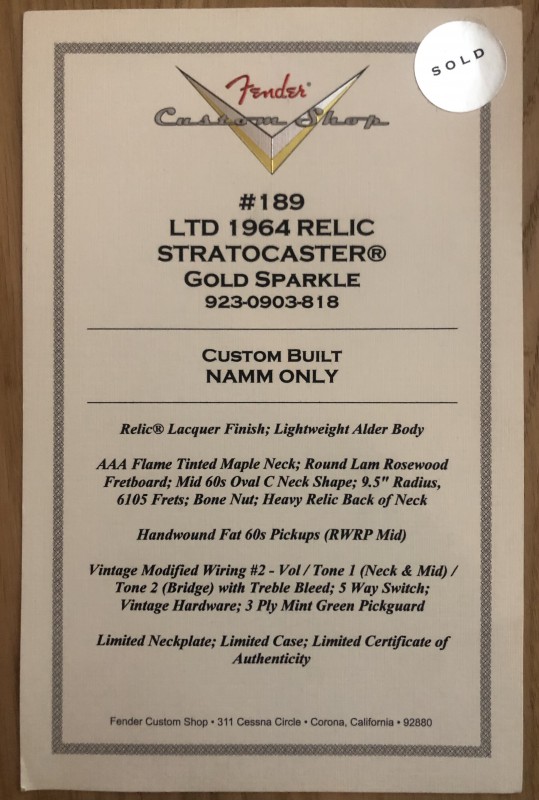 SOLD
Fender®
Custom Shop
#189
LTD 1964 RELIC
STRATOCASTER®
GOLD SPARKLE
923-0903-818
CUSTOM BUILT
NAMM ONLY
Relic® Lacquer Finish; Lightweight Alder Body
AAA Flame Tinted Maple Neck; Round Lam Rosewood
Fretboard; Mid 60s Oval C Neck Shape; 9.5" Radius,
6105 Frets; Bone Nut; Heavy Relic Back of Neck
Handwound Fat 60s Pickups (RWRP Mid)
Vintage Modified Wiring #2 - Vol / Tone 1 (Neck & Mid) /
Tone 2 (Bridge) with Treble Bleed; 5 Way Switch;
Vintage Hardware; 3 Ply Mint Green Pickguard
Limited Neckplate; Limited Case; Limited Certificate of
Authenticity
Fender Custom Shop • 311 Cessna Circle • Corona, California • 92880